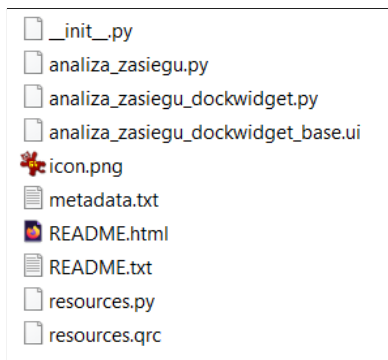 __init__.py
analiza_zasiegu.py
analiza_zasiegu_dockwidget.py
analiza_zasiegu_dockwidget_base.ui
icon.png
metadata.txt
README.html
README.txt
resources.py
resources.qrc